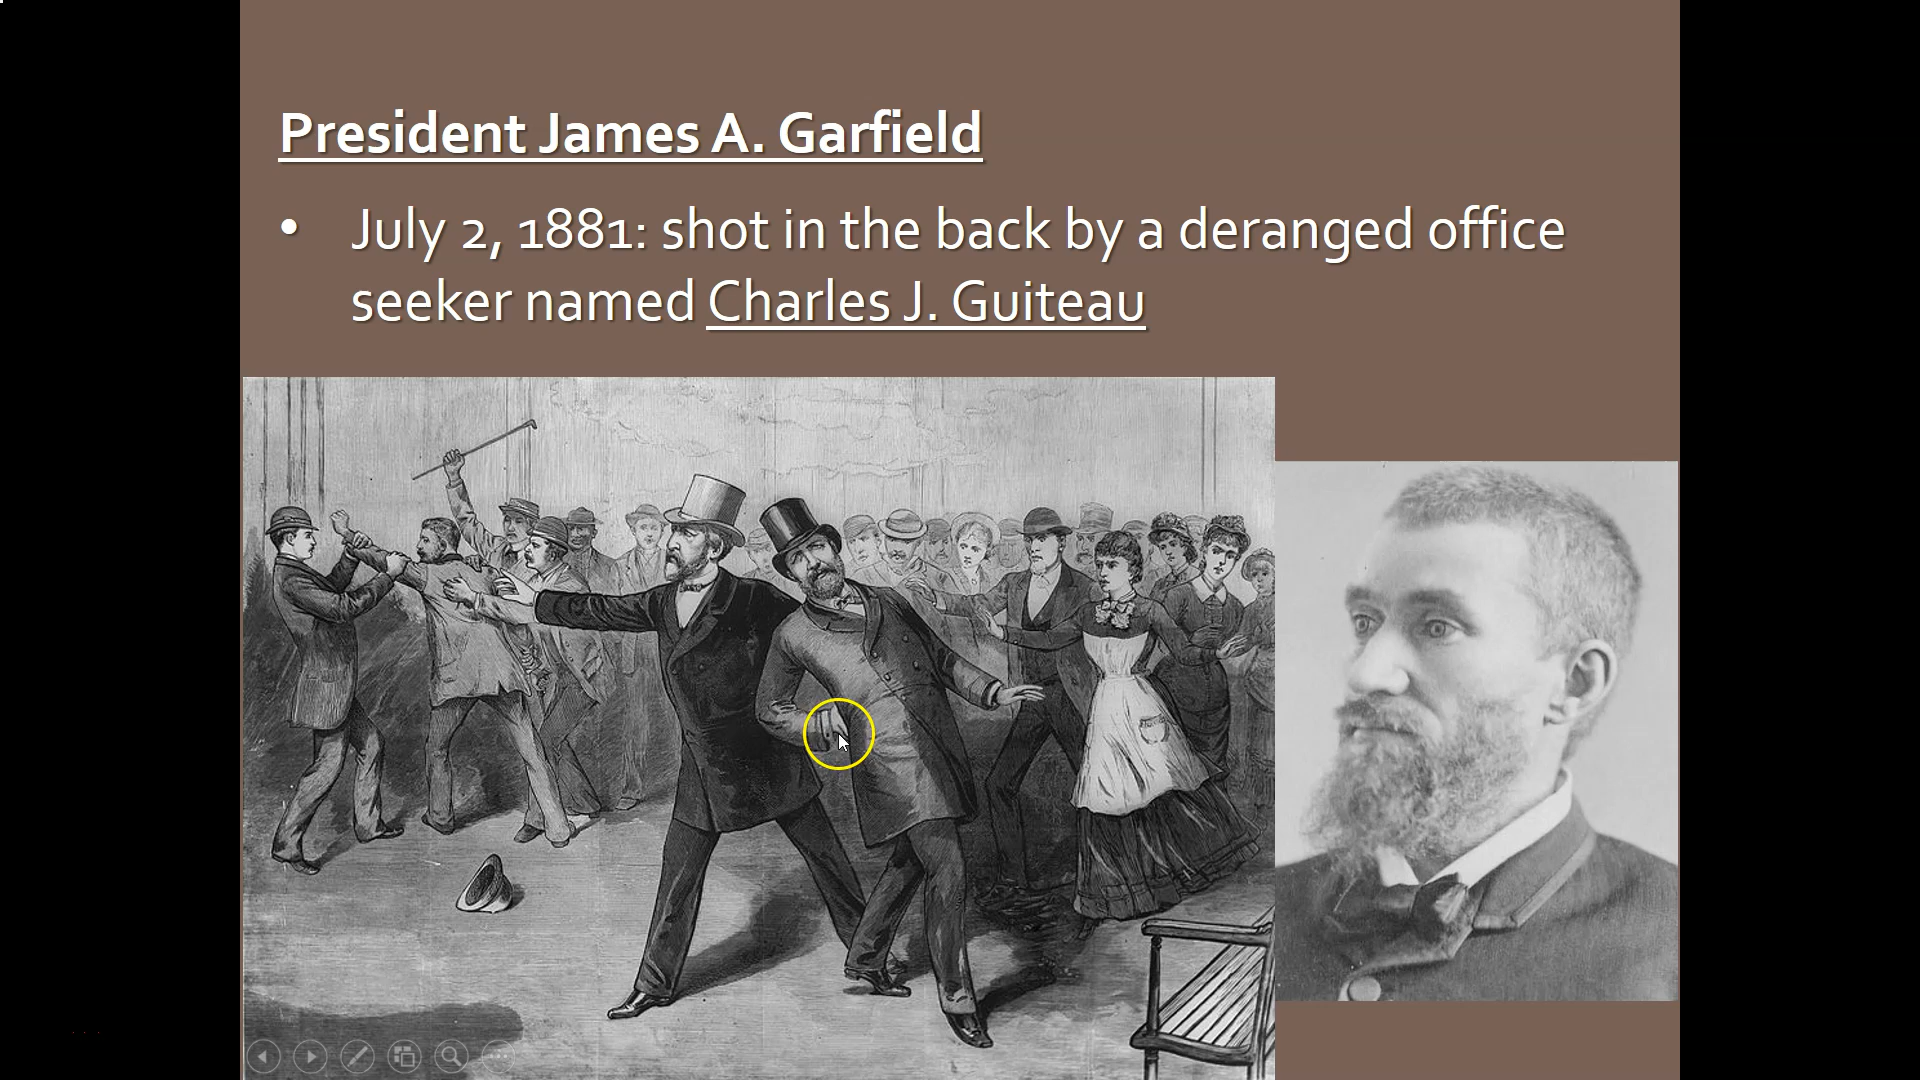 President James A. Garfield
• July 2, 1881: shot in the back by a deranged office
seeker named Charles J. Guiteau